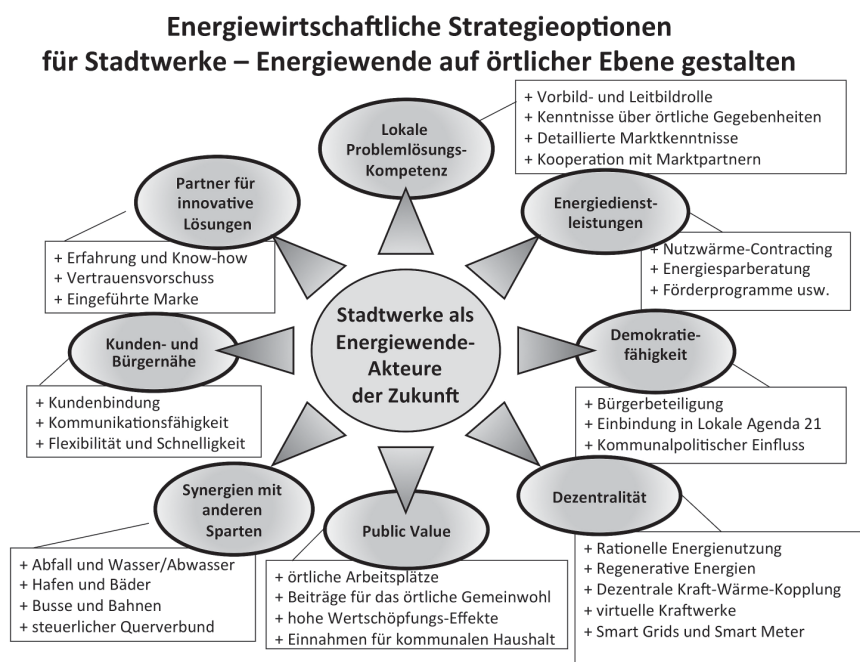 Energiewirtschaftliche Strategieoptionen
für Stadtwerke – Energiewende auf örtlicher Ebene gestalten
Lokale
Problemlösungs-
Kompetenz
+ Vorbild- und Leitbildrolle
+ Kenntnisse über örtliche Gegebenheiten
+ Detaillierte Marktkenntnisse
+ Kooperation mit Marktpartnern
Partner für
innovative
Lösungen
+ Erfahrung und Know-how
+ Vertrauensvorschuss
+ Eingeführte Marke
Energiedienst-
leistungen
+ Nutzwärme-Contracting
+ Energiesparberatung
+ Förderprogramme usw.
Stadtwerke als
Energiewende-
Akteure
der Zukunft
Kunden- und
Bürgernähe
+ Kundenbindung
+ Kommunikationsfähigkeit
+ Flexibilität und Schnelligkeit
Demokratie-
fähigkeit
+ Bürgerbeteiligung
+ Einbindung in Lokale Agenda 21
+ Kommunalpolitischer Einfluss
Synergien mit
anderen
Sparten
+ Abfall und Wasser/Abwasser
+ Hafen und Bäder
+ Busse und Bahnen
+ steuerlicher Querverbund
Public Value
+ örtliche Arbeitsplätze
+ Beiträge für das örtliche Gemeinwohl
+ hohe Wertschöpfungs-Effekte
+ Einnahmen für kommunalen Haushalt
Dezentralität
+ Rationelle Energienutzung
+ Regenerative Energien
+ Dezentrale Kraft-Wärme-Kopplung
+ virtuelle Kraftwerke
+ Smart Grids und Smart Meter